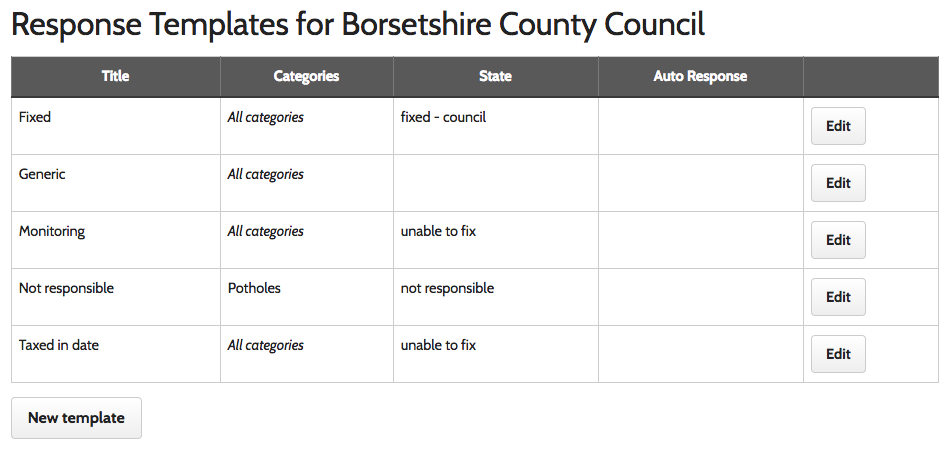 Response Templates for Borsetshire County Council
Title Categories State Auto Response
Fixed All categories fixed - council Edit
Generic All categories Edit
Monitoring All categories unable to fix Edit
Not responsible Potholes not responsible Edit
Taxed in date All categories unable to fix Edit
New template